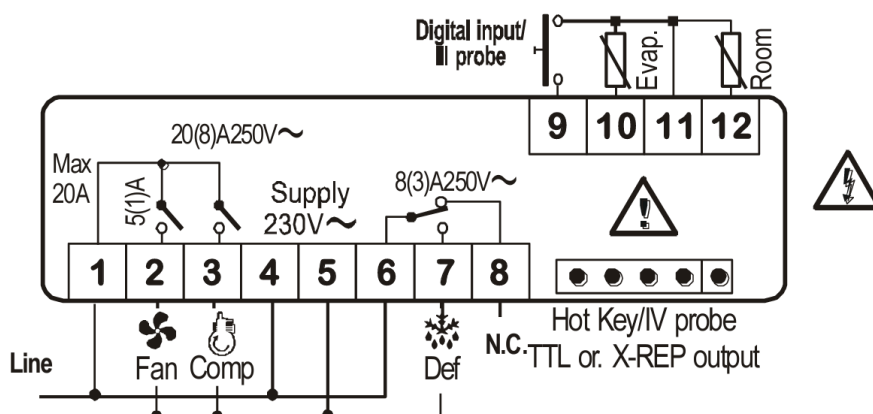 Digital input/
III probe
Evap.
Room
9 10 11 12
20(8)A250V~
Max
20A
5(1)A
Supply
230V~
8(3)A250V~
1 2 3 4 5 6 7 8
Fan Comp
Def
N.C.
Hot Key/IV probe
TTL or. X-REP output
Line